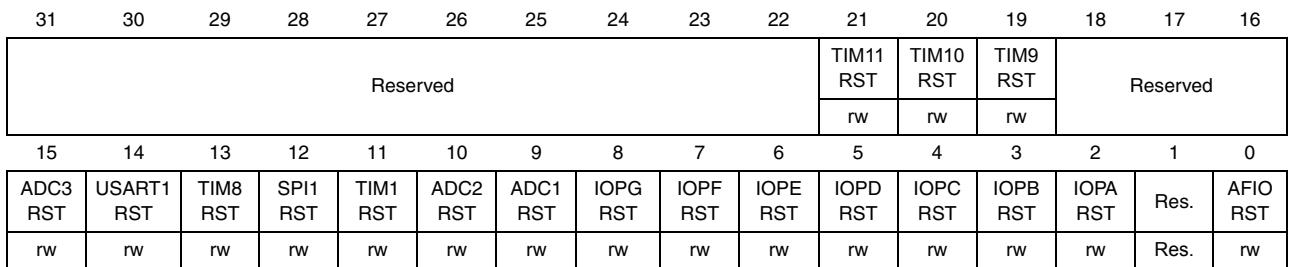 31 30 29 28 27 26 25 24 23 22 21 20 19 18 17 16
Reserved TIM11 RST TIM10 RST TIM9 RST Reserved
rw rw rw
15 14 13 12 11 10 9 8 7 6 5 4 3 2 1 0
ADC3 RST USART1 RST TIM8 RST SPI1 RST TIM1 RST ADC2 RST ADC1 RST IOPG RST IOPF RST IOPE RST IOPD RST IOPC RST IOPB RST IOPA RST Res. AFIO RST
rw rw rw rw rw rw rw rw rw rw rw rw rw rw Res. rw